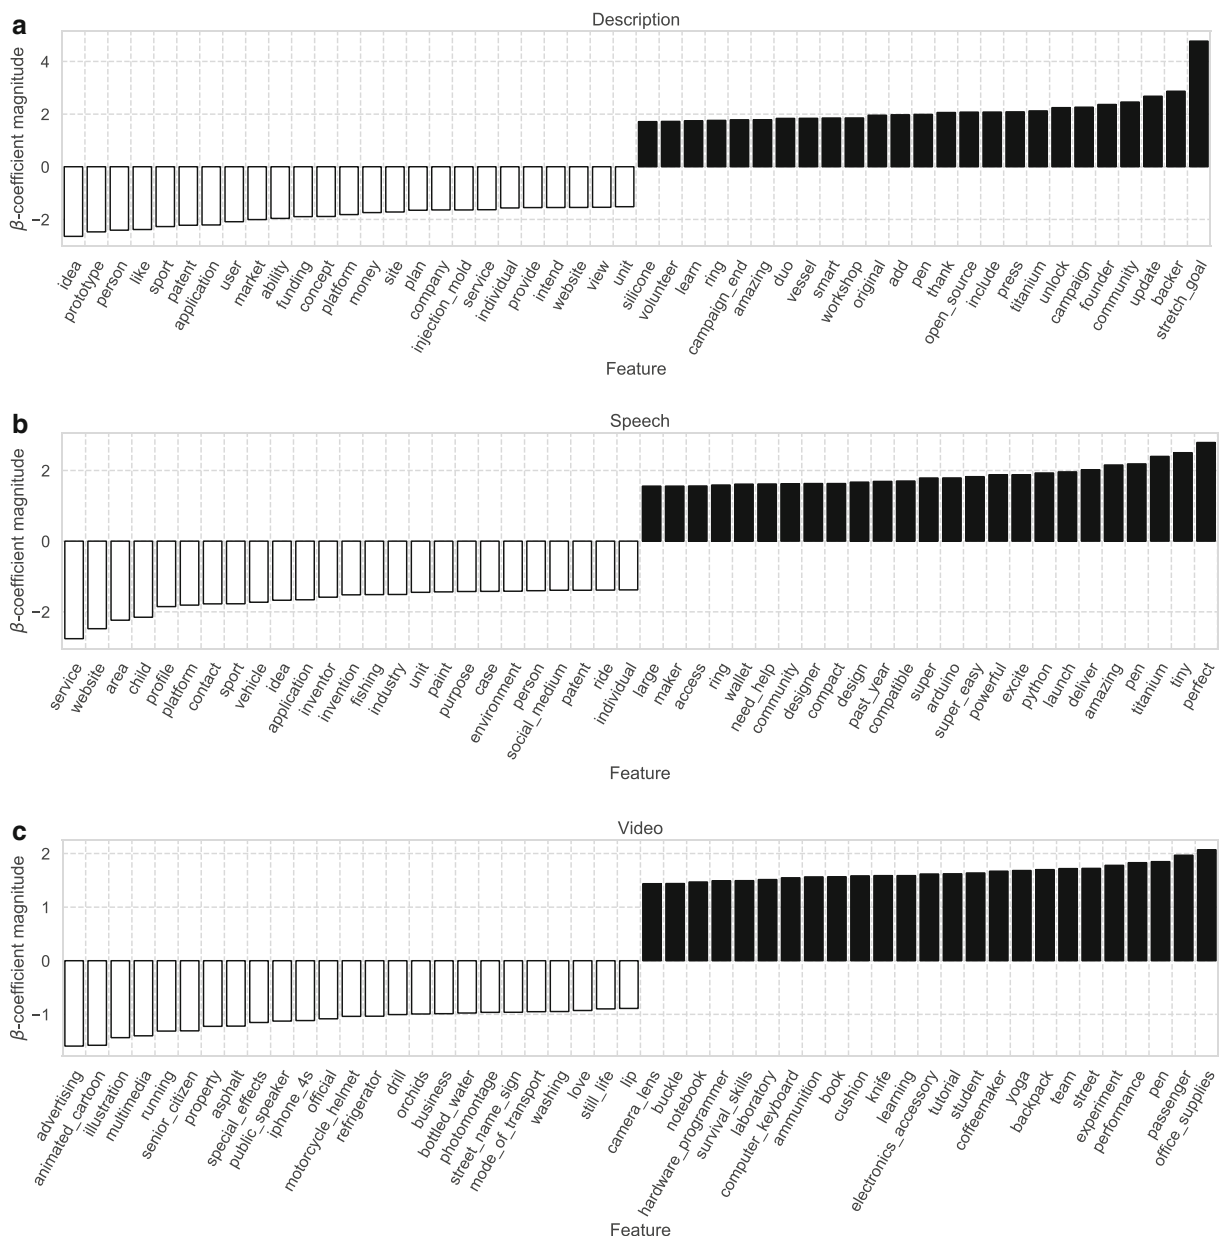 a
Description
β-coefficient magnitude
4
2
0
−2
idea
prototype
person
like
sport
patent
application
user
market
ability
funding
concept
platform
money
site
plan
company
injection_mold
service
individual
provide
intend
website
view
unit
silicone
volunteer
learn
ring
campaign_end
amazing
duo
vessel
smart
workshop
original
add
pen
thank
open_source
include
press
titanium
unlock
campaign
founder
community
update
backer
stretch_goal
Feature
b
Speech
β-coefficient magnitude
2
0
−2
service
website
area
child
profile
platform
contact
sport
vehicle
idea
application
inventor
invention
fishing
industry
unit
paint
purpose
case
environment
person
social_medium
patent
ride
individual
large
maker
access
ring
wallet
need_help
community
designer
compact
design
past_year
compatible
super
arduino
super_easy
powerful
excite
python
launch
deliver
amazing
pen
titanium
tiny
perfect
Feature
c
Video
β-coefficient magnitude
2
1
0
−1
advertising
animated_cartoon
illustration
multimedia
running
senior_citizen
property
asphalt
special_effects
public_speaker
iphone_4s
official
motorcycle_helmet
refrigerator
drill
orchids
business
bottled_water
photomontage
street_name_sign
mode_of_transport
washing
love
still_life
lip
camera_lens
buckle
notebook
hardware_programmer
survival_skills
laboratory
computer_keyboard
ammunition
book
cushion
knife
learning
electronics_accessory
tutorial
student
coffeemaker
yoga
backpack
team
street
experiment
performance
pen
passenger
office_supplies
Feature